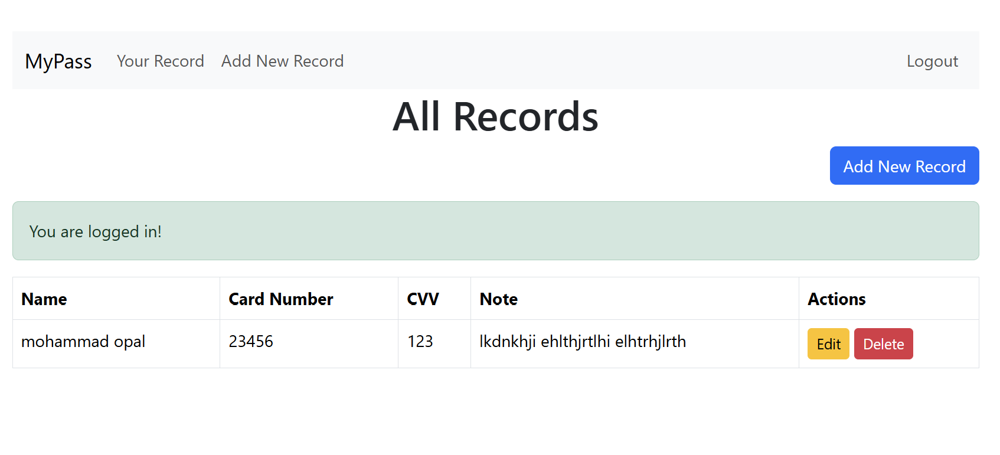 MyPass Your Record Add New Record Logout
All Records
Add New Record
You are logged in!
Name Card Number CVV Note Actions
mohammad opal 23456 123 lkdnkhji ehlthjrtlhi elhtrhjlrth Edit Delete